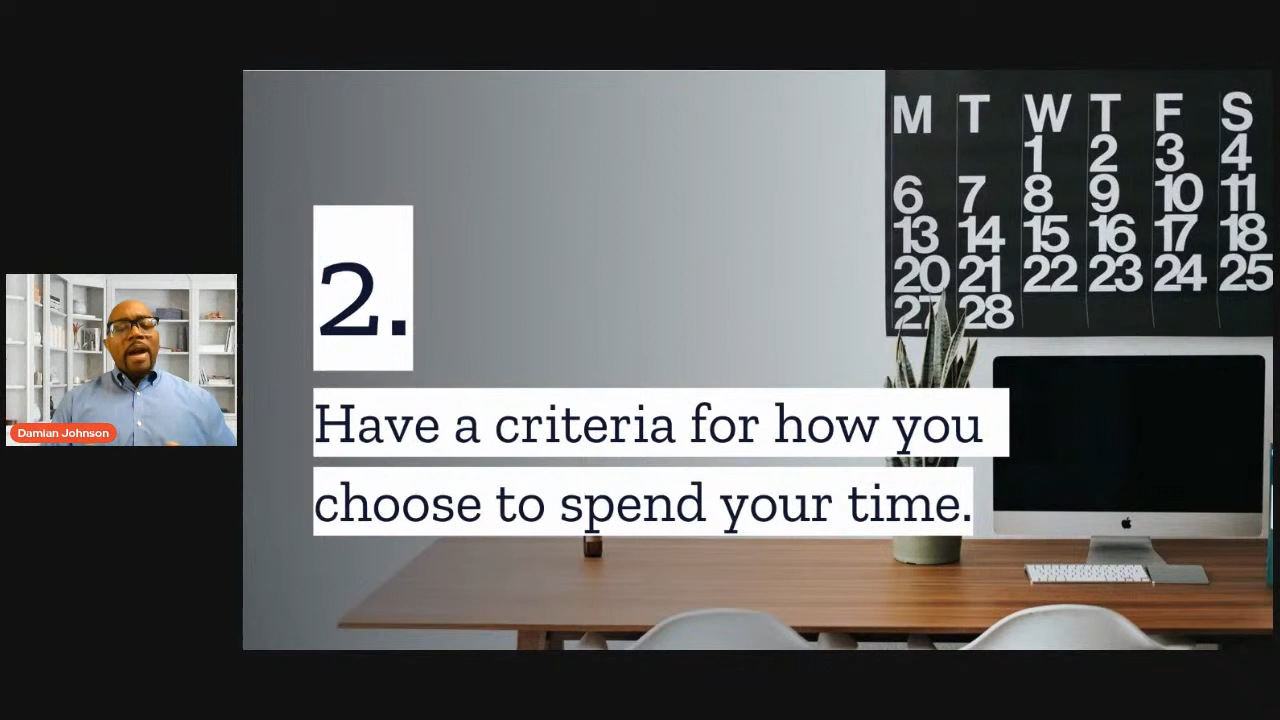 2.
Have a criteria for how you
choose to spend your time.
M T W T F S
1 2 3 4
6 7 8 9 10 11
13 14 15 16 17 18
20 21 22 23 24 25
27 28
Damian Johnson